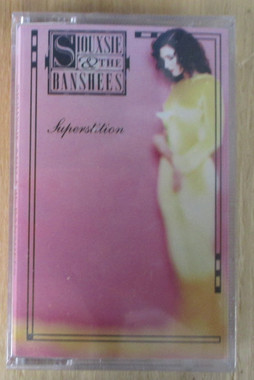 SIOUXSIE
& THE
BANSHEES
Superstition